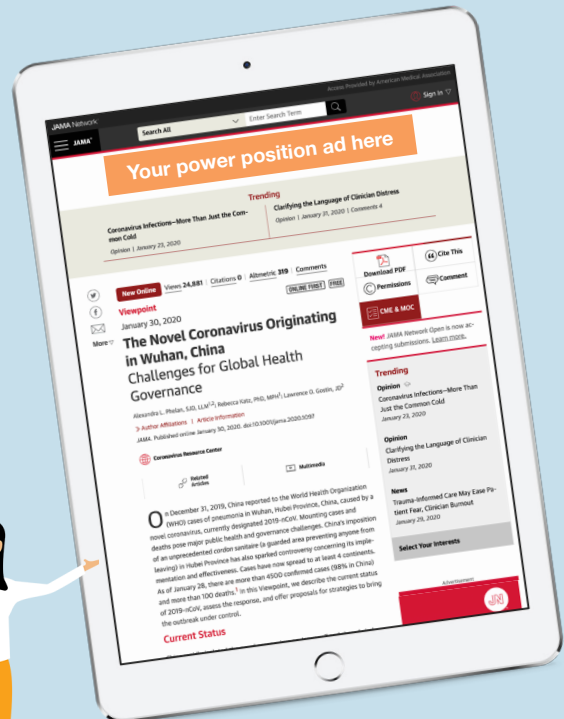 Access Provided by American Medical Association
JAMA Network
JAMA
Search All
Enter Search Term
Sign In
Your power position ad here
Trending
Coronavirus Infections—More Than Just the Com-
mon Cold
Opinion | January 23, 2020
Clarifying the Language of Clinician Distress
Opinion | January 31, 2020 | Comments 4
New Online Views 24,881 | Citations 0 | Altmetric 319 | Comments
ONLINE FIRST FREE
Viewpoint
January 30, 2020
More
The Novel Coronavirus Originating
in Wuhan, China
Challenges for Global Health
Governance
Alexandra L. Phelan, SJD, LLM1,2; Rebecca Katz, PhD, MPH1; Lawrence O. Gostin, JD2
> Author Affiliations | Article Information
JAMA. Published online January 30, 2020. doi:10.1001/jama.2020.1097
Coronavirus Resource Center
Related
Articles
Multimedia
On December 31, 2019, China reported to the World Health Organization
(WHO) cases of pneumonia in Wuhan, Hubei Province, China, caused by a
novel coronavirus, currently designated 2019-nCoV. Mounting cases and
deaths pose major public health and governance challenges. China's imposition
of an unprecedented cordon sanitaire (a guarded area preventing anyone from
leaving) in Hubei Province has also sparked controversy concerning its imple-
mentation and effectiveness. Cases have now spread to at least 4 continents.
As of January 28, there are more than 4500 confirmed cases (98% in China)
and more than 100 deaths.1 In this Viewpoint, we describe the current status
of 2019-nCoV, assess the response, and offer proposals for strategies to bring
the outbreak under control.
Current Status
Download PDF
Cite This
Permissions
Comment
CME & MOC
New! JAMA Network Open is now ac-
cepting submissions. Learn more.
Trending
Opinion
Coronavirus Infections—More Than
Just the Common Cold
January 23, 2020
Opinion
Clarifying the Language of Clinician
Distress
January 31, 2020
News
Trauma-Informed Care May Ease Pa-
tient Fear, Clinician Burnout
January 29, 2020
Select Your Interests
Advertisement
JN